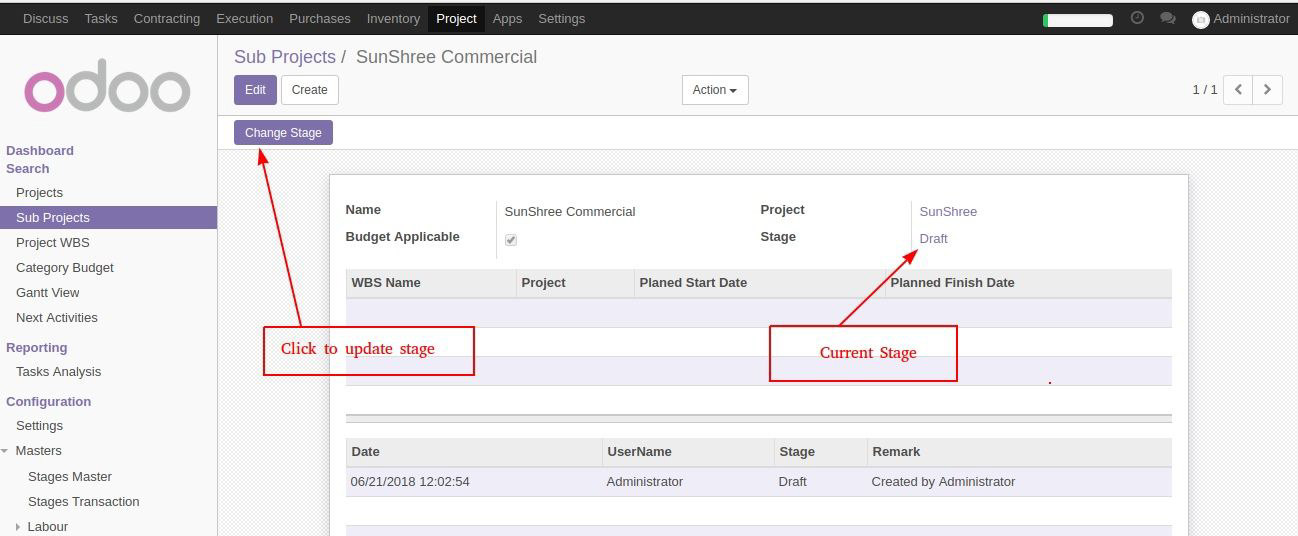 Discuss Tasks Contracting Execution Purchases Inventory Project Apps Settings Administrator
odoo
Sub Projects / SunShree Commercial
Edit Create Action 1 / 1
Change Stage
Dashboard
Search
Projects
Sub Projects
Project WBS
Category Budget
Gantt View
Next Activities
Reporting
Tasks Analysis
Configuration
Settings
Masters
Stages Master
Stages Transaction
Labour
Name SunShree Commercial Project SunShree
Budget Applicable Stage Draft
WBS Name Project Planed Start Date Planned Finish Date
Click to update stage
Current Stage
Date UserName Stage Remark
06/21/2018 12:02:54 Administrator Draft Created by Administrator